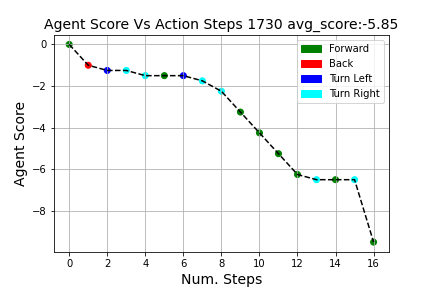 Agent Score Vs Action Steps 1730 avg_score:-5.85
0
−2
−4
−6
−8
Agent Score
Forward
Back
Turn Left
Turn Right
0 2 4 6 8 10 12 14 16
Num. Steps